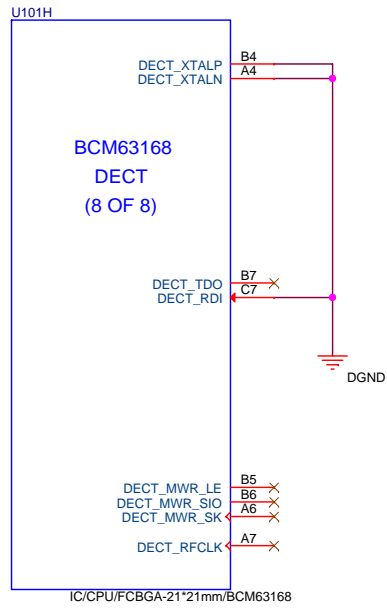 U101H
DECT_XTALP B4
DECT_XTALN A4
BCM63168
DECT
(8 OF 8)
DECT_TDO B7
DECT_RDI C7
DGND
DECT_MWR_LE B5
DECT_MWR_SIO B6
DECT_MWR_SK A6
DECT_RFCLK A7
IC/CPU/FCBGA-21*21mm/BCM63168